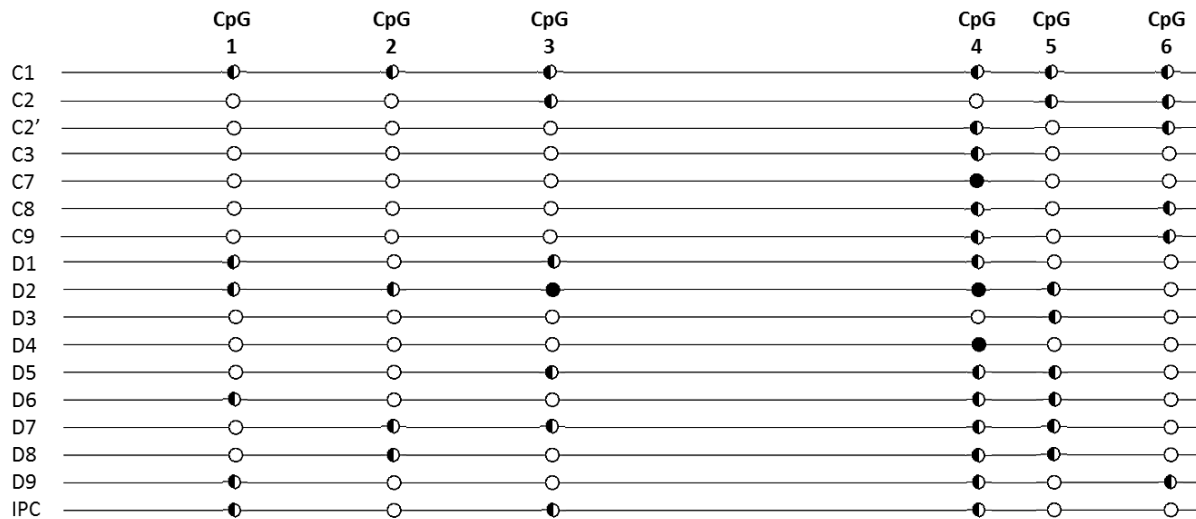 CpG CpG CpG CpG CpG CpG
1 2 3 4 5 6
C1
C2
C2’
C3
C7
C8
C9
D1
D2
D3
D4
D5
D6
D7
D8
D9
IPC